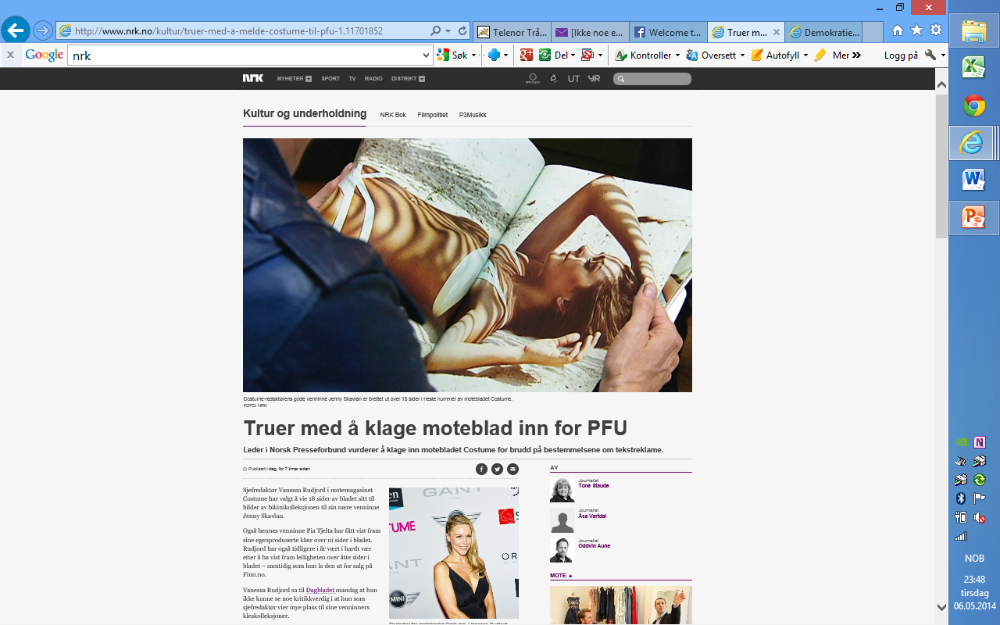 http://www.nrk.no/kultur/truer-med-a-melde-costume-til-pfu-1.11701852
Telenor Trå...
[Ikke noe e...
Welcome t...
Truer m...
Demokratie...
x Google nrk Søk Del Kontroller Oversett Autofyll Mer Logg på
NRK NYHETER SPORT TV RADIO DISTRIKT UT YR
Kultur og underholdning NRK Bok Filmpolitiet P3Musikk
Costume-redaktørens gode venninne Jenny Skavlan er brettet ut over 18 sider i neste nummer av motebladet Costume.
FOTO: NRK
Truer med å klage moteblad inn for PFU
Leder i Norsk Presseforbund vurderer å klage inn motebladet Costume for brudd på bestemmelsene om tekstreklame.
Publisert i dag, for 7 timer siden
Sjefredaktør Vanessa Rudjord i motemagasinet
Costume har valgt å vie 18 sider av bladet sitt til
bilder av bikinikolleksjonen til sin nære venninne
Jenny Skavlan.
Også hennes venninne Pia Tjelta har fått vist fram
sine egenproduserte klær over ni sider i bladet.
Rudjord har også tidligere i år vært i hardt vær
etter å ha vist fram leiligheten over åtte sider i
bladet – samtidig som hun la den ut for salg på
Finn.no.
Vanessa Rudjord sa til Dagbladet mandag at hun
ikke kunne se noe kritikkverdig i at hun som
sjefredaktør vier mye plass til sine venninners
kleskolleksjoner.
GANT
TUME
GANT
OR
MINI
AV
Journalist
Tone Staude
Journalist
Åsa Vartdal
Journalist
Oddvin Aune
MOTE
NOB
23:48
tirsdag
06.05.2014